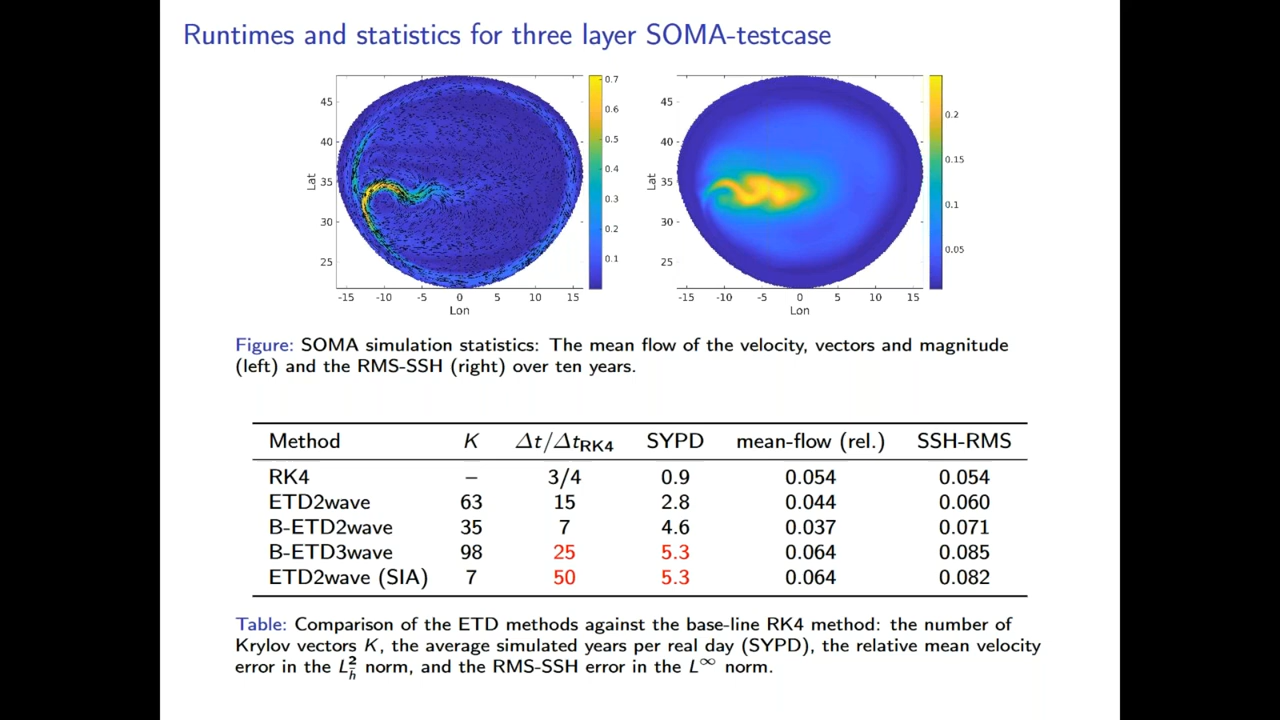 Runtimes and statistics for three layer SOMA-testcase
45
40
35
30
25
Lat
-15 -10 -5 0 5 10 15
Lon
0.7
0.6
0.5
0.4
0.3
0.2
0.1
45
40
35
30
25
Lat
-15 -10 -5 0 5 10 15
Lon
0.2
0.15
0.1
0.05
Figure: SOMA simulation statistics: The mean flow of the velocity, vectors and magnitude
(left) and the RMS-SSH (right) over ten years.
Method K Δt/Δt_RK4 SYPD mean-flow (rel.) SSH-RMS
RK4 – 3/4 0.9 0.054 0.054
ETD2wave 63 15 2.8 0.044 0.060
B-ETD2wave 35 7 4.6 0.037 0.071
B-ETD3wave 98 25 5.3 0.064 0.085
ETD2wave (SIA) 7 50 5.3 0.064 0.082
Table: Comparison of the ETD methods against the base-line RK4 method: the number of
Krylov vectors K, the average simulated years per real day (SYPD), the relative mean velocity
error in the L²_h̄ norm, and the RMS-SSH error in the L^∞ norm.